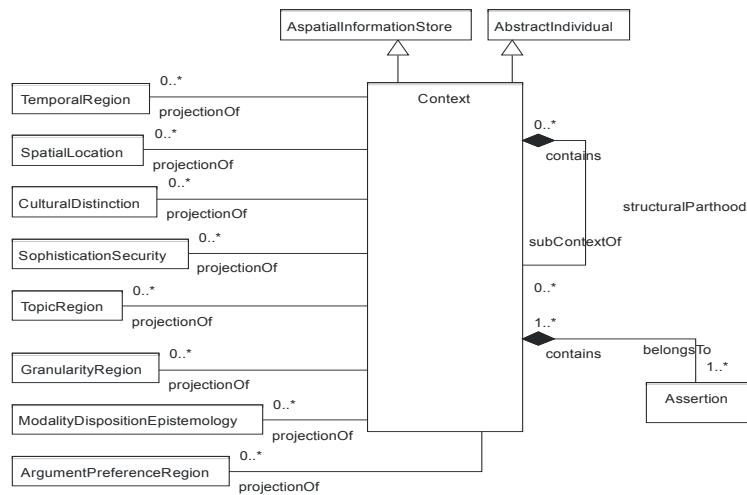 AspatialInformationStore
AbstractIndividual
Context
0..*
TemporalRegion
projectionOf
0..*
SpatialLocation
projectionOf
0..*
CulturalDistinction
projectionOf
0..*
SophisticationSecurity
projectionOf
0..*
TopicRegion
projectionOf
0..*
GranularityRegion
projectionOf
0..*
ModalityDispositionEpistemology
projectionOf
0..*
ArgumentPreferenceRegion
projectionOf
0..*
contains
structuralParthood
subContextOf
0..*
1..*
contains
belongsTo
1..*
Assertion